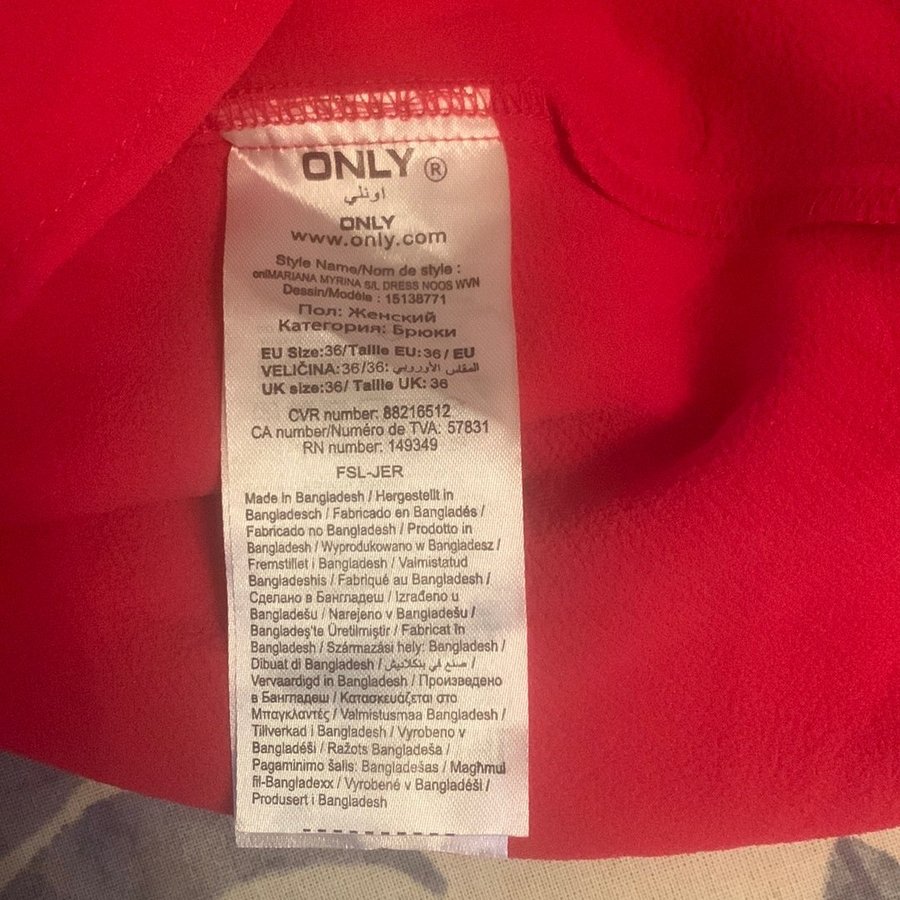 ONLY ®
اونلي
ONLY
www.only.com
Style Name/Nom de style :
onlMARIANA MYRINA S/L DRESS NOOS WVN
Dessin/Modèle : 15138771
Пол: Женский
Категория: Брюки
EU Size:36/Taille EU:36/ EU
VELIČINA:36/36: المقاس الأوروبي
UK size:36/ Taille UK: 36
CVR number: 88216512
CA number/Numéro de TVA: 57831
RN number: 149349
FSL-JER
Made in Bangladesh / Hergestellt in
Bangladesch / Fabricado en Bangladés /
Fabricado no Bangladesh / Prodotto in
Bangladesh / Wyprodukowano w Bangladesz /
Fremstillet i Bangladesh / Valmistatud
Bangladeshis / Fabriqué au Bangladesh /
Сделано в Бангладеш / Izrađeno u
Bangladešu / Narejeno v Bangladešu /
Bangladeş'te Üretilmiştir / Fabricat în
Bangladesh / Származási hely: Bangladesh /
Dibuat di Bangladesh / صنع في بنكلاديش /
Vervaardigd in Bangladesh / Произведено
в Бангладеш / Κατασκευάζεται στο
Μπαγκλαντές / Valmistusmaa Bangladesh /
Tillverkad i Bangladesh / Vyrobeno v
Bangladéši / Ražots Bangladeša /
Pagaminimo šalis: Bangladešas / Magħmul
fil-Bangladexx / Vyrobené v Bangladéši /
Produsert i Bangladesh